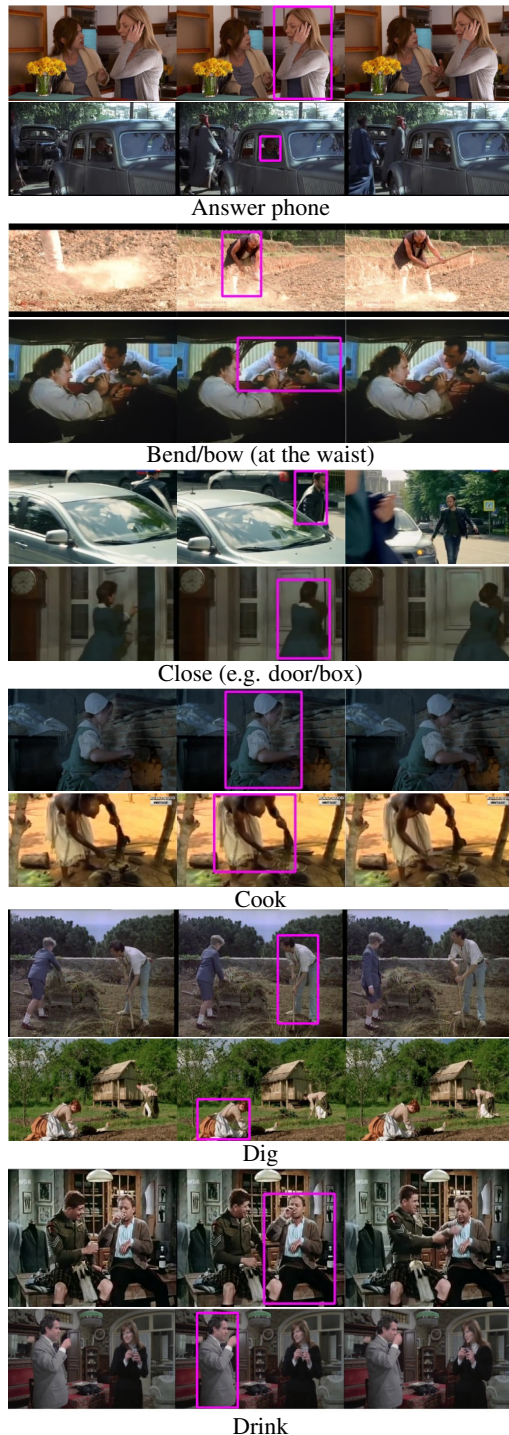 Answer phone
Bend/bow (at the waist)
Close (e.g. door/box)
Cook
Dig
Drink